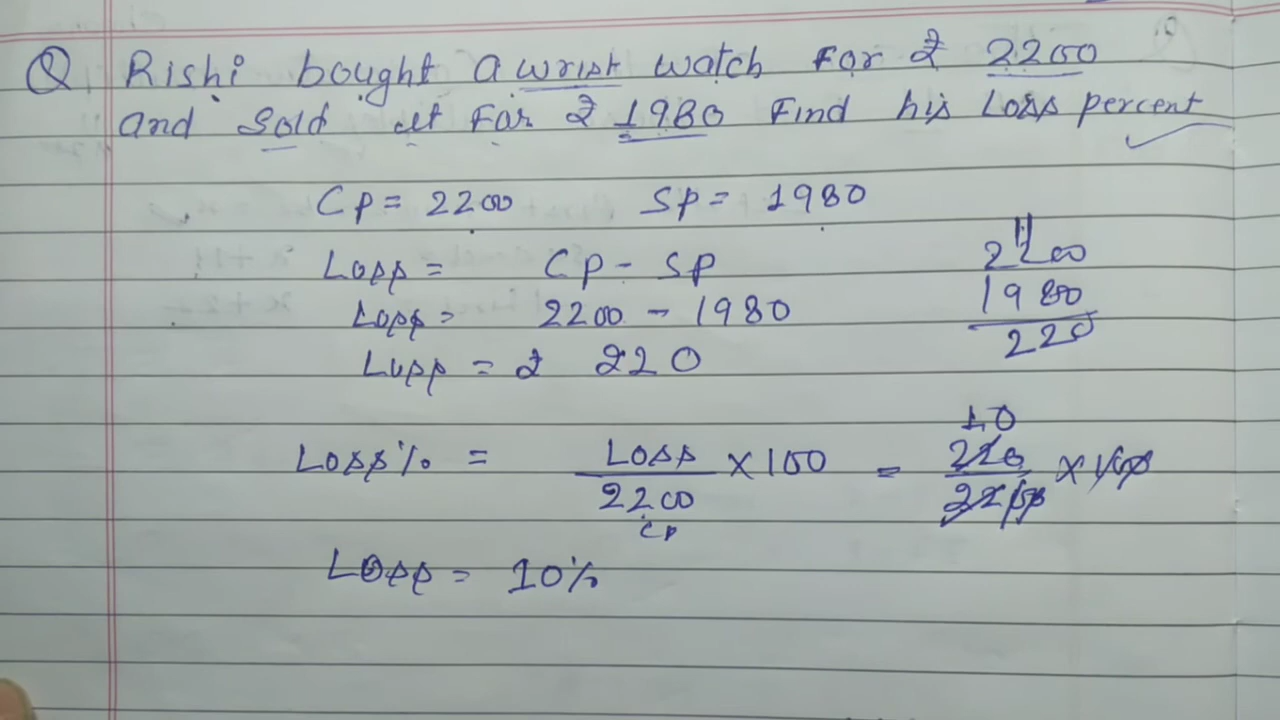 Q Rishi bought a wrist watch For ₹ 2200
and Sold it For ₹ 1980 Find his Loss percent
CP = 2200 SP = 1980
Loss = CP - SP
Loss = 2200 - 1980
Loss = ₹ 220
2200
1980
220
Loss% = Loss/2200 × 100 = 220/2200 × 100
CP
10
Loss = 10%